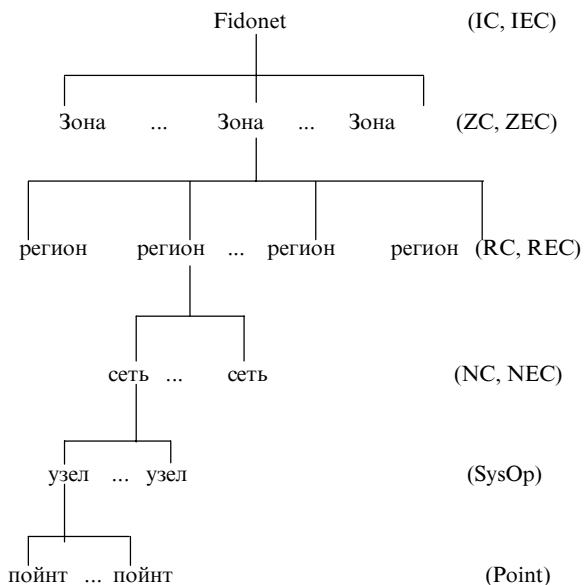 Fidonet (IC, IEC)
Зона ... Зона ... Зона (ZC, ZEC)
регион регион ... регион регион (RC, REC)
сеть ... сеть (NC, NEC)
узел ... узел (SysOp)
пойнт ... пойнт (Point)